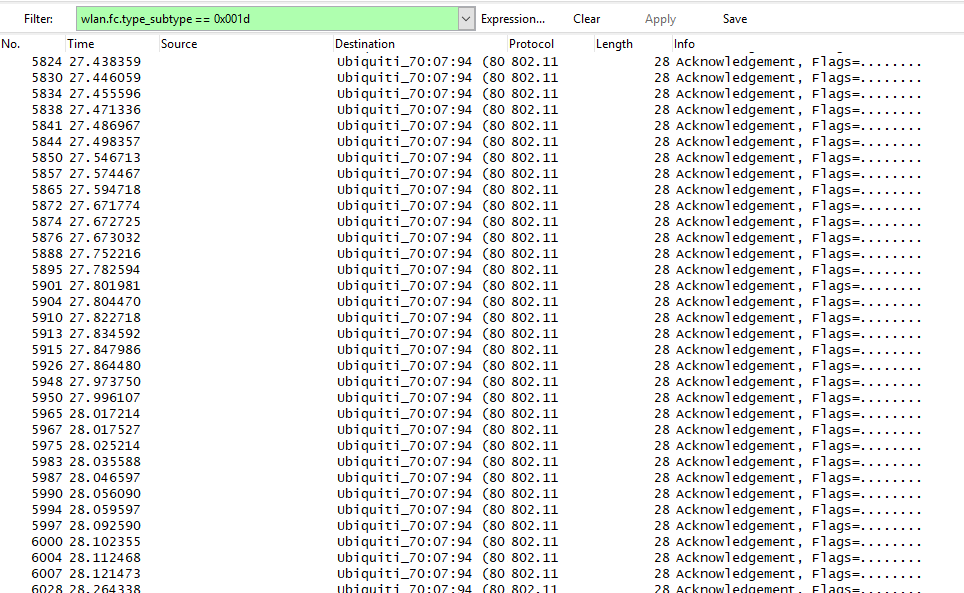 Filter: wlan.fc.type_subtype == 0x001d Expression... Clear Apply Save
No. Time Source Destination Protocol Length Info
5824 27.438359 Ubiquiti_70:07:94 (80 802.11 28 Acknowledgement, Flags=........
5830 27.446059 Ubiquiti_70:07:94 (80 802.11 28 Acknowledgement, Flags=........
5834 27.455596 Ubiquiti_70:07:94 (80 802.11 28 Acknowledgement, Flags=........
5838 27.471336 Ubiquiti_70:07:94 (80 802.11 28 Acknowledgement, Flags=........
5841 27.486967 Ubiquiti_70:07:94 (80 802.11 28 Acknowledgement, Flags=........
5844 27.498357 Ubiquiti_70:07:94 (80 802.11 28 Acknowledgement, Flags=........
5850 27.546713 Ubiquiti_70:07:94 (80 802.11 28 Acknowledgement, Flags=........
5857 27.574467 Ubiquiti_70:07:94 (80 802.11 28 Acknowledgement, Flags=........
5865 27.594718 Ubiquiti_70:07:94 (80 802.11 28 Acknowledgement, Flags=........
5872 27.671774 Ubiquiti_70:07:94 (80 802.11 28 Acknowledgement, Flags=........
5874 27.672725 Ubiquiti_70:07:94 (80 802.11 28 Acknowledgement, Flags=........
5876 27.673032 Ubiquiti_70:07:94 (80 802.11 28 Acknowledgement, Flags=........
5888 27.752216 Ubiquiti_70:07:94 (80 802.11 28 Acknowledgement, Flags=........
5895 27.782594 Ubiquiti_70:07:94 (80 802.11 28 Acknowledgement, Flags=........
5901 27.801981 Ubiquiti_70:07:94 (80 802.11 28 Acknowledgement, Flags=........
5904 27.804470 Ubiquiti_70:07:94 (80 802.11 28 Acknowledgement, Flags=........
5910 27.822718 Ubiquiti_70:07:94 (80 802.11 28 Acknowledgement, Flags=........
5913 27.834592 Ubiquiti_70:07:94 (80 802.11 28 Acknowledgement, Flags=........
5915 27.847986 Ubiquiti_70:07:94 (80 802.11 28 Acknowledgement, Flags=........
5926 27.864480 Ubiquiti_70:07:94 (80 802.11 28 Acknowledgement, Flags=........
5948 27.973750 Ubiquiti_70:07:94 (80 802.11 28 Acknowledgement, Flags=........
5950 27.996107 Ubiquiti_70:07:94 (80 802.11 28 Acknowledgement, Flags=........
5965 28.017214 Ubiquiti_70:07:94 (80 802.11 28 Acknowledgement, Flags=........
5967 28.017527 Ubiquiti_70:07:94 (80 802.11 28 Acknowledgement, Flags=........
5975 28.025214 Ubiquiti_70:07:94 (80 802.11 28 Acknowledgement, Flags=........
5983 28.035588 Ubiquiti_70:07:94 (80 802.11 28 Acknowledgement, Flags=........
5987 28.046597 Ubiquiti_70:07:94 (80 802.11 28 Acknowledgement, Flags=........
5990 28.056090 Ubiquiti_70:07:94 (80 802.11 28 Acknowledgement, Flags=........
5994 28.059597 Ubiquiti_70:07:94 (80 802.11 28 Acknowledgement, Flags=........
5997 28.092590 Ubiquiti_70:07:94 (80 802.11 28 Acknowledgement, Flags=........
6000 28.102355 Ubiquiti_70:07:94 (80 802.11 28 Acknowledgement, Flags=........
6004 28.112468 Ubiquiti_70:07:94 (80 802.11 28 Acknowledgement, Flags=........
6007 28.121473 Ubiquiti_70:07:94 (80 802.11 28 Acknowledgement, Flags=........
6028 28.264338 Ubiquiti_70:07:94 (80 802.11 28 Acknowledgement, Flags=........